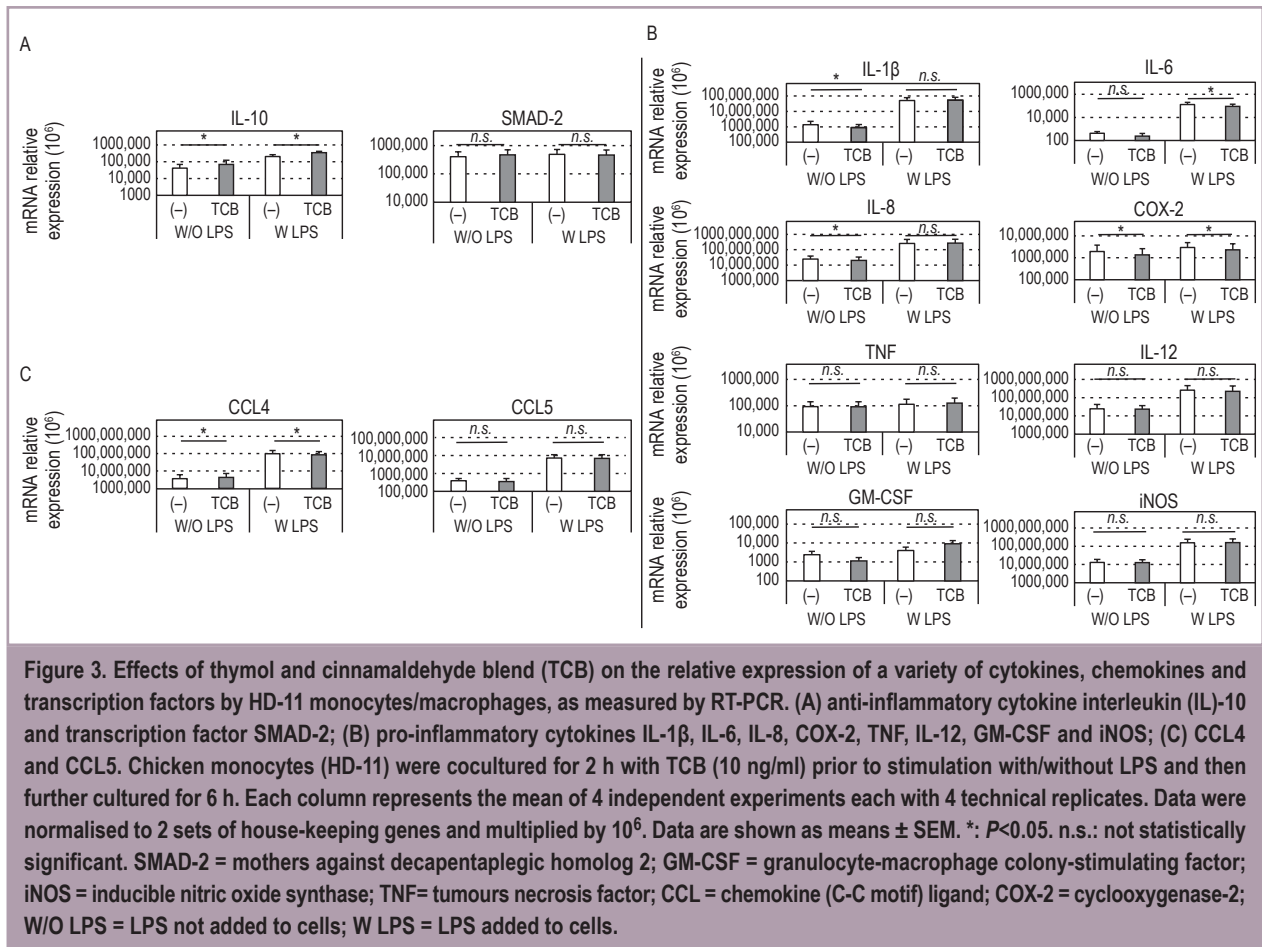 A
IL-10
mRNA relative
expression (10⁶)
1000,000
100,000
10,000
1000
*
*
(–) TCB (–) TCB
W/O LPS W LPS
SMAD-2
1000,000
100,000
10,000
n.s.
n.s.
(–) TCB (–) TCB
W/O LPS W LPS
C
CCL4
mRNA relative
expression (10⁶)
1000,000,000
100,000,000
10,000,000
1000,000
*
*
(–) TCB (–) TCB
W/O LPS W LPS
CCL5
100,000,000
10,000,000
1000,000
100,000
n.s.
n.s.
(–) TCB (–) TCB
W/O LPS W LPS
B
IL-1β
mRNA relative
expression (10⁶)
100,000,000
10,000,000
1000,000
100,000
*
n.s.
(–) TCB (–) TCB
W/O LPS W LPS
IL-6
1000,000
10,000
100
n.s.
*
(–) TCB (–) TCB
W/O LPS W LPS
IL-8
mRNA relative
expression (10⁶)
1000,000,000
100,000,000
10,000,000
1000,000
*
n.s.
(–) TCB (–) TCB
W/O LPS W LPS
COX-2
10,000,000
1000,000
100,000
*
*
(–) TCB (–) TCB
W/O LPS W LPS
TNF
mRNA relative
expression (10⁶)
1000,000
100,000
10,000
n.s.
n.s.
(–) TCB (–) TCB
W/O LPS W LPS
IL-12
1000,000,000
100,000,000
10,000,000
1000,000
n.s.
n.s.
(–) TCB (–) TCB
W/O LPS W LPS
GM-CSF
mRNA relative
expression (10⁶)
100,000
10,000
1000
100
n.s.
n.s.
(–) TCB (–) TCB
W/O LPS W LPS
iNOS
1000,000,000
100,000,000
10,000,000
1000,000
n.s.
n.s.
(–) TCB (–) TCB
W/O LPS W LPS
Figure 3. Effects of thymol and cinnamaldehyde blend (TCB) on the relative expression of a variety of cytokines, chemokines and
transcription factors by HD-11 monocytes/macrophages, as measured by RT-PCR. (A) anti-inflammatory cytokine interleukin (IL)-10
and transcription factor SMAD-2; (B) pro-inflammatory cytokines IL-1β, IL-6, IL-8, COX-2, TNF, IL-12, GM-CSF and iNOS; (C) CCL4
and CCL5. Chicken monocytes (HD-11) were cocultured for 2 h with TCB (10 ng/ml) prior to stimulation with/without LPS and then
further cultured for 6 h. Each column represents the mean of 4 independent experiments each with 4 technical replicates. Data were
normalised to 2 sets of house-keeping genes and multiplied by 10⁶. Data are shown as means ± SEM. *: P<0.05. n.s.: not statistically
significant. SMAD-2 = mothers against decapentaplegic homolog 2; GM-CSF = granulocyte-macrophage colony-stimulating factor;
iNOS = inducible nitric oxide synthase; TNF= tumours necrosis factor; CCL = chemokine (C-C motif) ligand; COX-2 = cyclooxygenase-2;
W/O LPS = LPS not added to cells; W LPS = LPS added to cells.